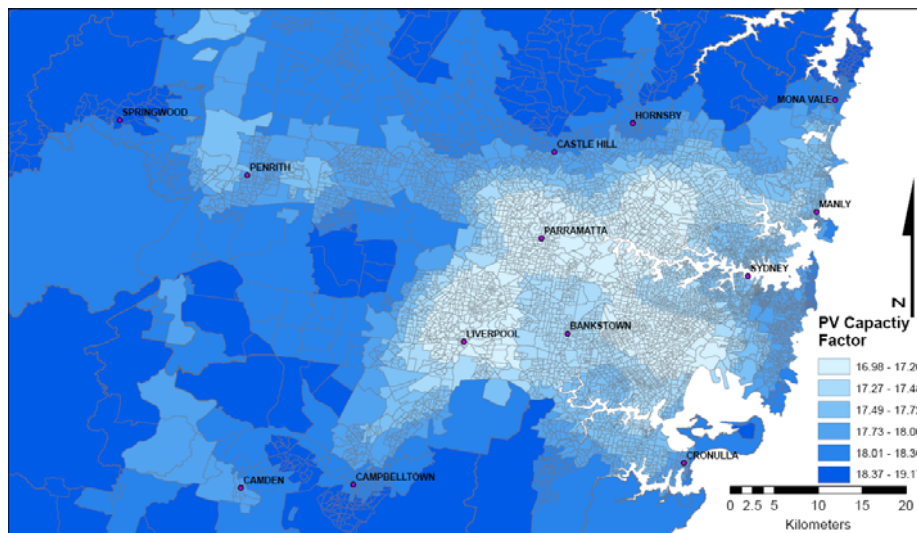 SPRINGWOOD
MONA VALE
HORNSBY
CASTLE HILL
PENRITH
MANLY
PARRAMATTA
SYDNEY
N
BANKSTOWN
LIVERPOOL
PV Capactiy
Factor
16.98 - 17.26
17.27 - 17.48
17.49 - 17.72
17.73 - 18.00
18.01 - 18.36
18.37 - 19.17
CRONULLA
CAMDEN
CAMPBELLTOWN
0 2.5 5 10 15 20
Kilometers